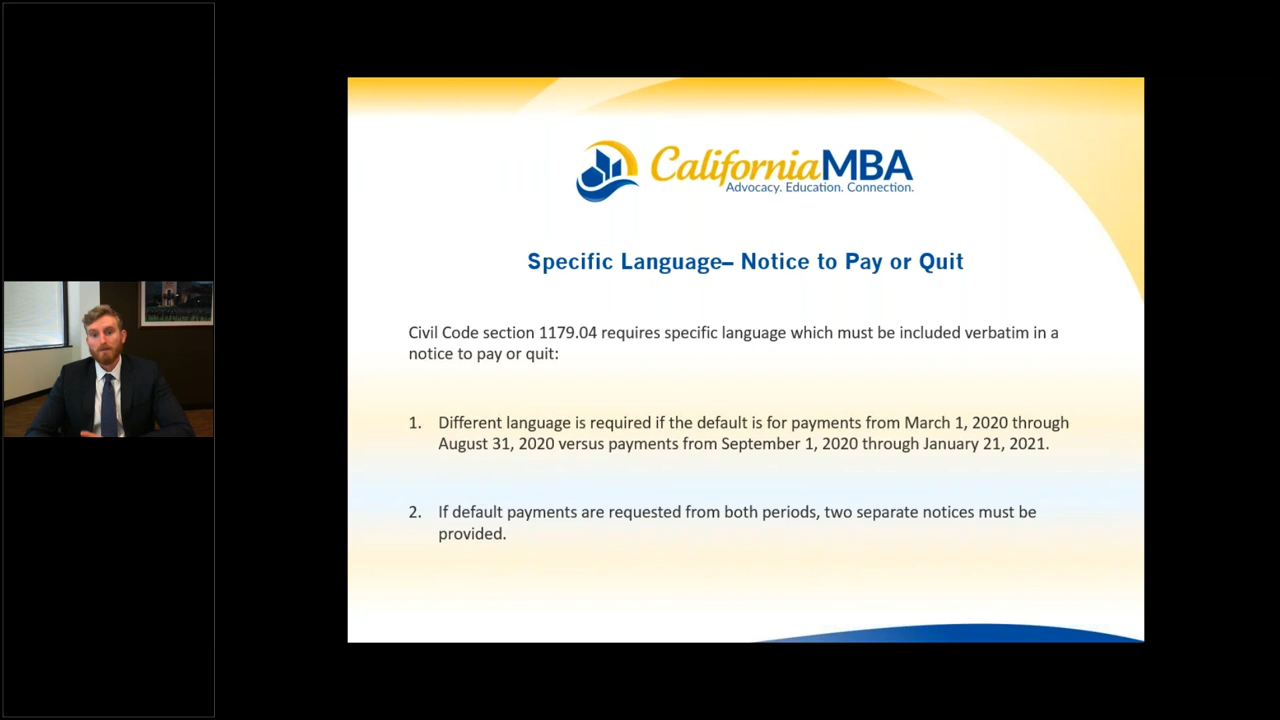 CaliforniaMBA
Advocacy. Education. Connection.
Specific Language– Notice to Pay or Quit
Civil Code section 1179.04 requires specific language which must be included verbatim in a
notice to pay or quit:
1. Different language is required if the default is for payments from March 1, 2020 through
August 31, 2020 versus payments from September 1, 2020 through January 21, 2021.
2. If default payments are requested from both periods, two separate notices must be
provided.